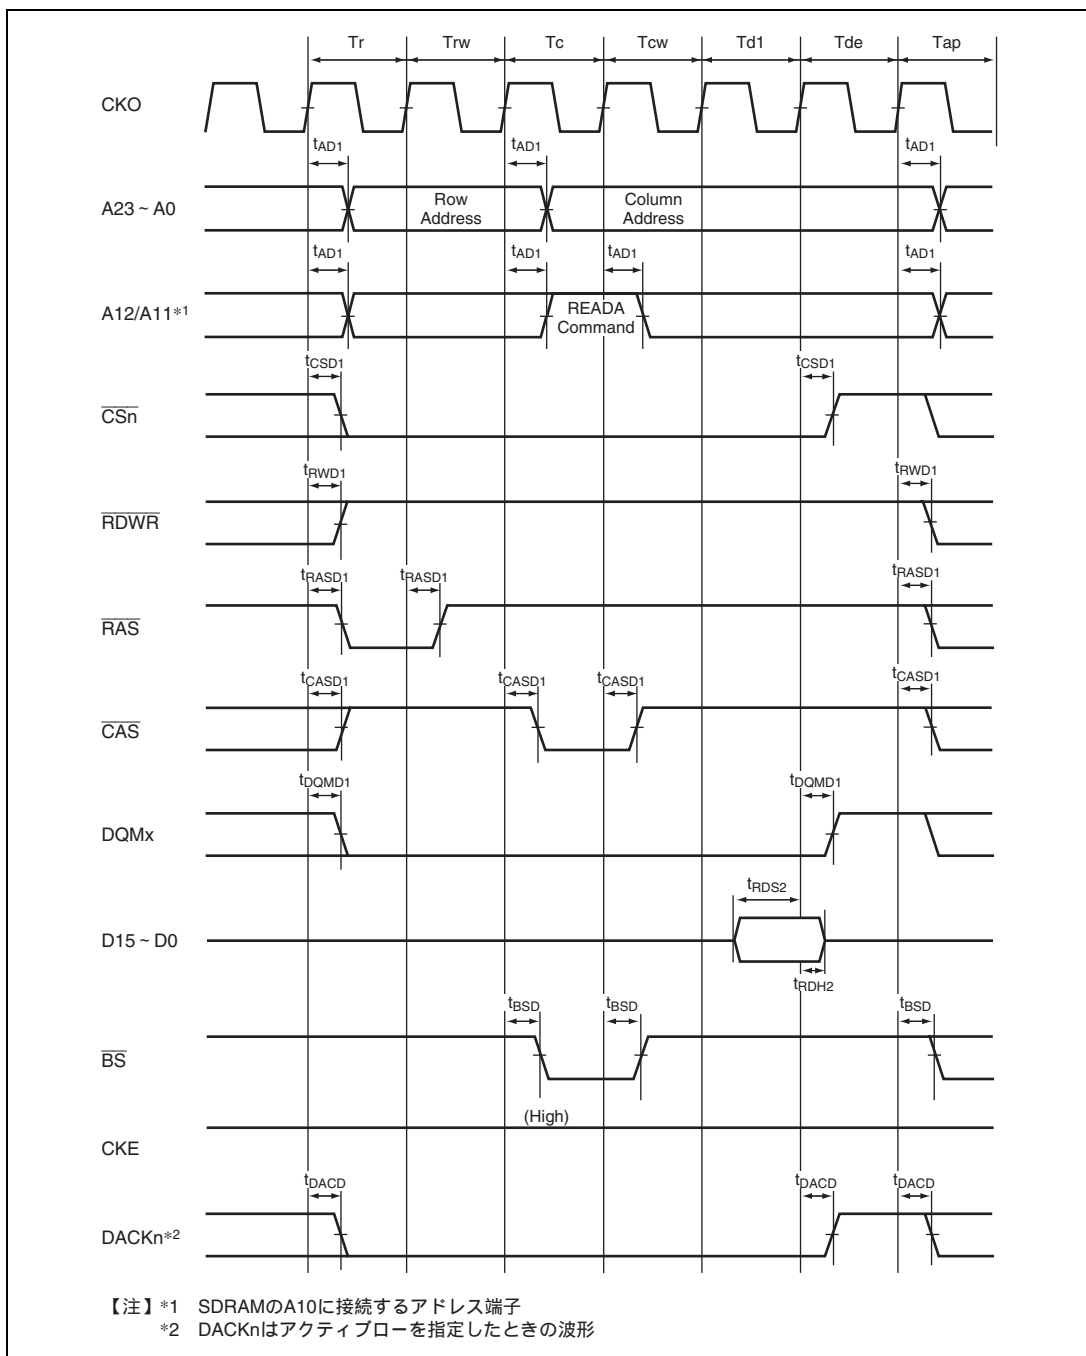 Tr Trw Tc Tcw Td1 Tde Tap
CKO
tAD1 tAD1 tAD1
A23 ~ A0
Row
Address
Column
Address
tAD1 tAD1 tAD1 tAD1
A12/A11*1
READA
Command
tCSD1 tCSD1
CSn
tRWD1 tRWD1
RDWR
tRASD1 tRASD1 tRASD1
RAS
tCASD1 tCASD1 tCASD1 tCASD1
CAS
tDQMD1 tDQMD1
DQMx
tRDS2
D15 ~ D0
tRDH2
tBSD tBSD tBSD
BS
(High)
CKE
tDACD tDACD tDACD
DACKn*2
【注】*1 SDRAMのA10に接続するアドレス端子
*2 DACKnはアクティブローを指定したときの波形